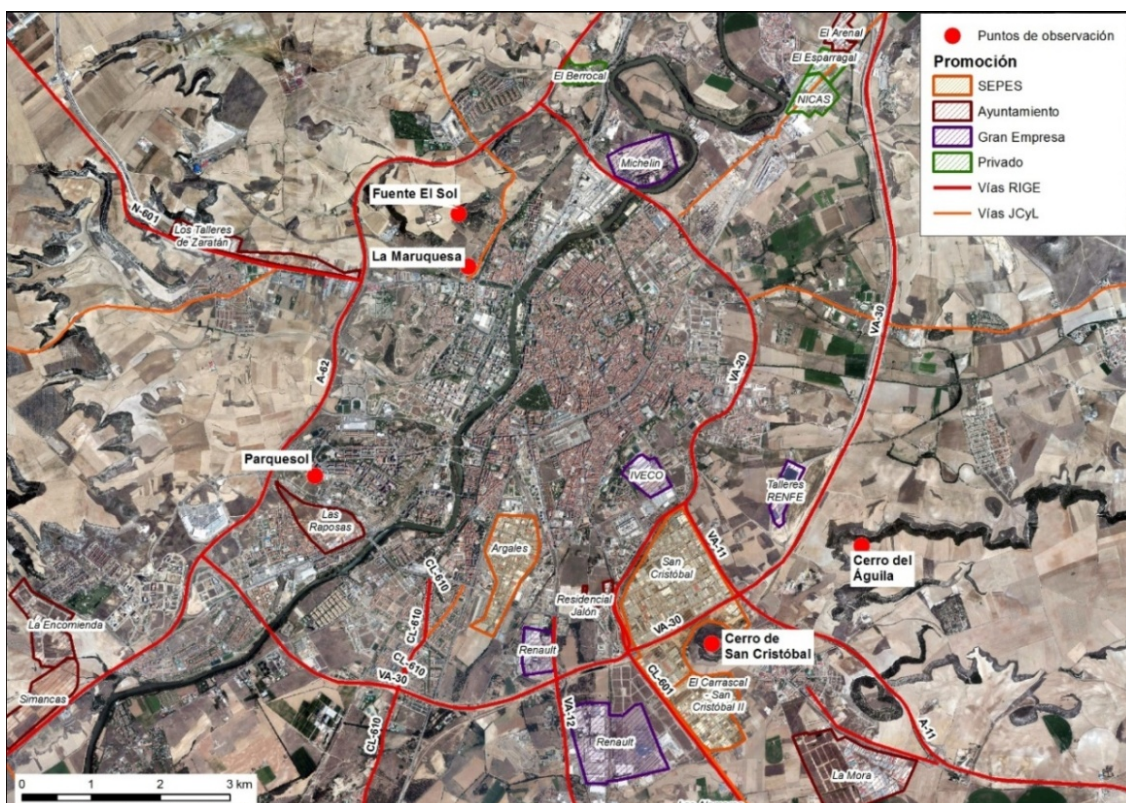 Puntos de observación
Promoción
SEPES
Ayuntamiento
Gran Empresa
Privado
Vías RIGE
Vías JCyL
El Arenal
El Esparragal
El Berrocal
NICAS
Michelin
Fuente El Sol
N-601
Los Talleres
de Zaratán
La Maruquesa
VA-30
A-62
VA-20
Parquesol
IVECO
Talleres
RENFE
Las
Raposas
Argales
VA-11
Cerro del
Águila
San
Cristóbal
CL-610
Residencial
Jalón
CL-610
La Encomienda
VA-30
Cerro de
San Cristóbal
Renault
CL-610
VA-30
CL-601
El Carrascal
- San
Cristóbal II
Simancas
VA-12
CL-610
Renault
A-11
La Mora
0 1 2 3 km